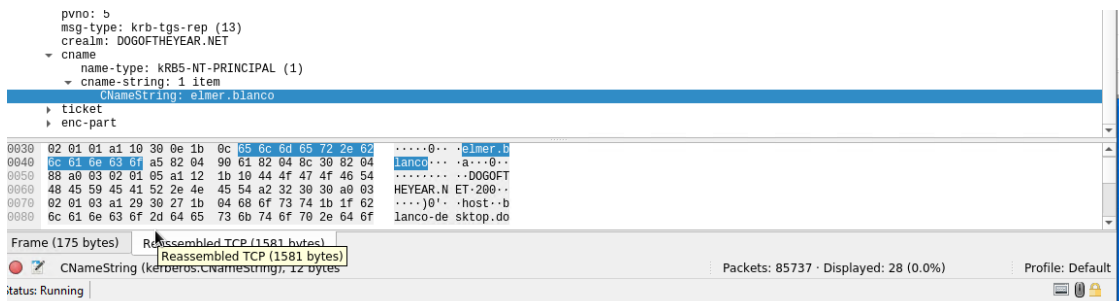 pvno: 5
msg-type: krb-tgs-rep (13)
crealm: DOGOFTHEYEAR.NET
cname
name-type: kRB5-NT-PRINCIPAL (1)
cname-string: 1 item
CNameString: elmer.blanco
ticket
enc-part
0030 02 01 01 a1 10 30 0e 1b 0c 65 6c 6d 65 72 2e 62 ·····0·· ·elmer.b
0040 6c 61 6e 63 6f a5 82 04 90 61 82 04 8c 30 82 04 lanco··· ·a···0··
0050 88 a0 03 02 01 05 a1 12 1b 10 44 4f 47 4f 46 54 ········ ··DOGOFT
0060 48 45 59 45 41 52 2e 4e 45 54 a2 32 30 30 a0 03 HEYEAR.N ET·200··
0070 02 01 03 a1 29 30 27 1b 04 68 6f 73 74 1b 1f 62 ····)0'· ·host··b
0080 6c 61 6e 63 6f 2d 64 65 73 6b 74 6f 70 2e 64 6f lanco-de sktop.do
Frame (175 bytes) Reassembled TCP (1581 bytes)
Reassembled TCP (1581 bytes)
CNameString (kerberos.CNameString), 12 bytes Packets: 85737 · Displayed: 28 (0.0%) Profile: Default
Status: Running